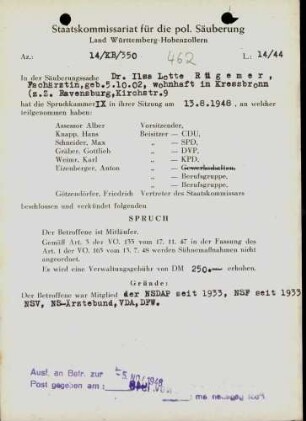 Staatskommissariat für die pol. Säuberung
Land Württemberg-Hohenzollern
Az.: 14/KB/350 462 L.: 14/44
In der Säuberungssache Dr. Ilse Lotte Rügemer,
Fachärztin, geb. 5.10.02, wohnhaft in Kressbronn
(z.Z. Ravensburg, Kirchstr.9
hat die Spruchkammer IX in ihrer Sitzung am 13.8.1948, an welcher
teilgenommen haben:
Assessor Alber Vorsitzender,
Knapp, Hans Beisitzer — CDU,
Schneider, Max „ — SPD,
Gräber, Gottlieb „ — DVP,
Weiner, Karl „ — KPD,
Eizenberger, Anton „ — Gewerkschaften,
„ — Berufsgruppe,
„ — Berufsgruppe,
Götzendörfer, Friedrich Vertreter des Staatskommissars
beschlossen und verkündet folgenden
SPRUCH
Der Betroffene ist Mitläufer.
Gemäß Art. 3 der VO. 133 vom 17. 11. 47 in der Fassung des
Art. 1 der VO. 165 vom 13. 7. 48 werden Sühnemaßnahmen nicht
angeordnet.
Es wird eine Verwaltungsgebühr von DM 250.— erhoben.
Gründe:
Der Betroffene war Mitglied der NSDAP seit 1933, NSF seit 1933
NSV, NS-Ärztebund, VDA, DFW.
Ausf. an Betr. zur
Post gegeben am: 5. NOV. 1948